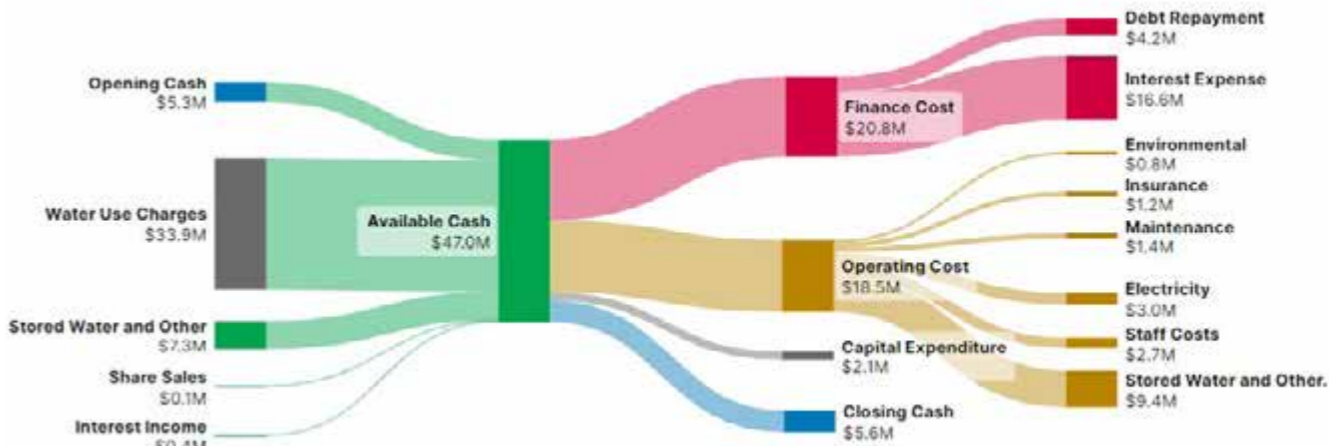 Opening Cash
$5.3M
Water Use Charges
$33.9M
Stored Water and Other
$7.3M
Share Sales
$0.1M
Interest Income
$0.4M
Available Cash
$47.0M
Finance Cost
$20.8M
Operating Cost
$18.5M
Capital Expenditure
$2.1M
Closing Cash
$5.6M
Debt Repayment
$4.2M
Interest Expense
$16.6M
Environmental
$0.8M
Insurance
$1.2M
Maintenance
$1.4M
Electricity
$3.0M
Staff Costs
$2.7M
Stored Water and Other.
$9.4M